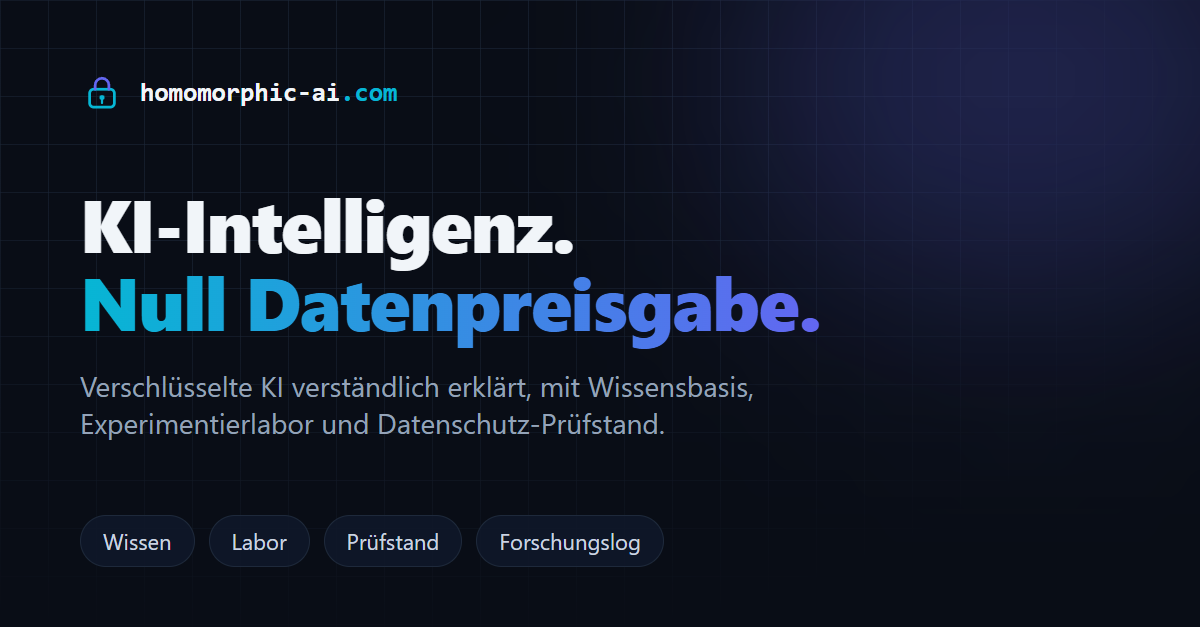 homomorphic-ai.com
KI-Intelligenz.
Null Datenpreisgabe.
Verschlüsselte KI verständlich erklärt, mit Wissensbasis,
Experimentierlabor und Datenschutz-Prüfstand.
Wissen
Labor
Prüfstand
Forschungslog